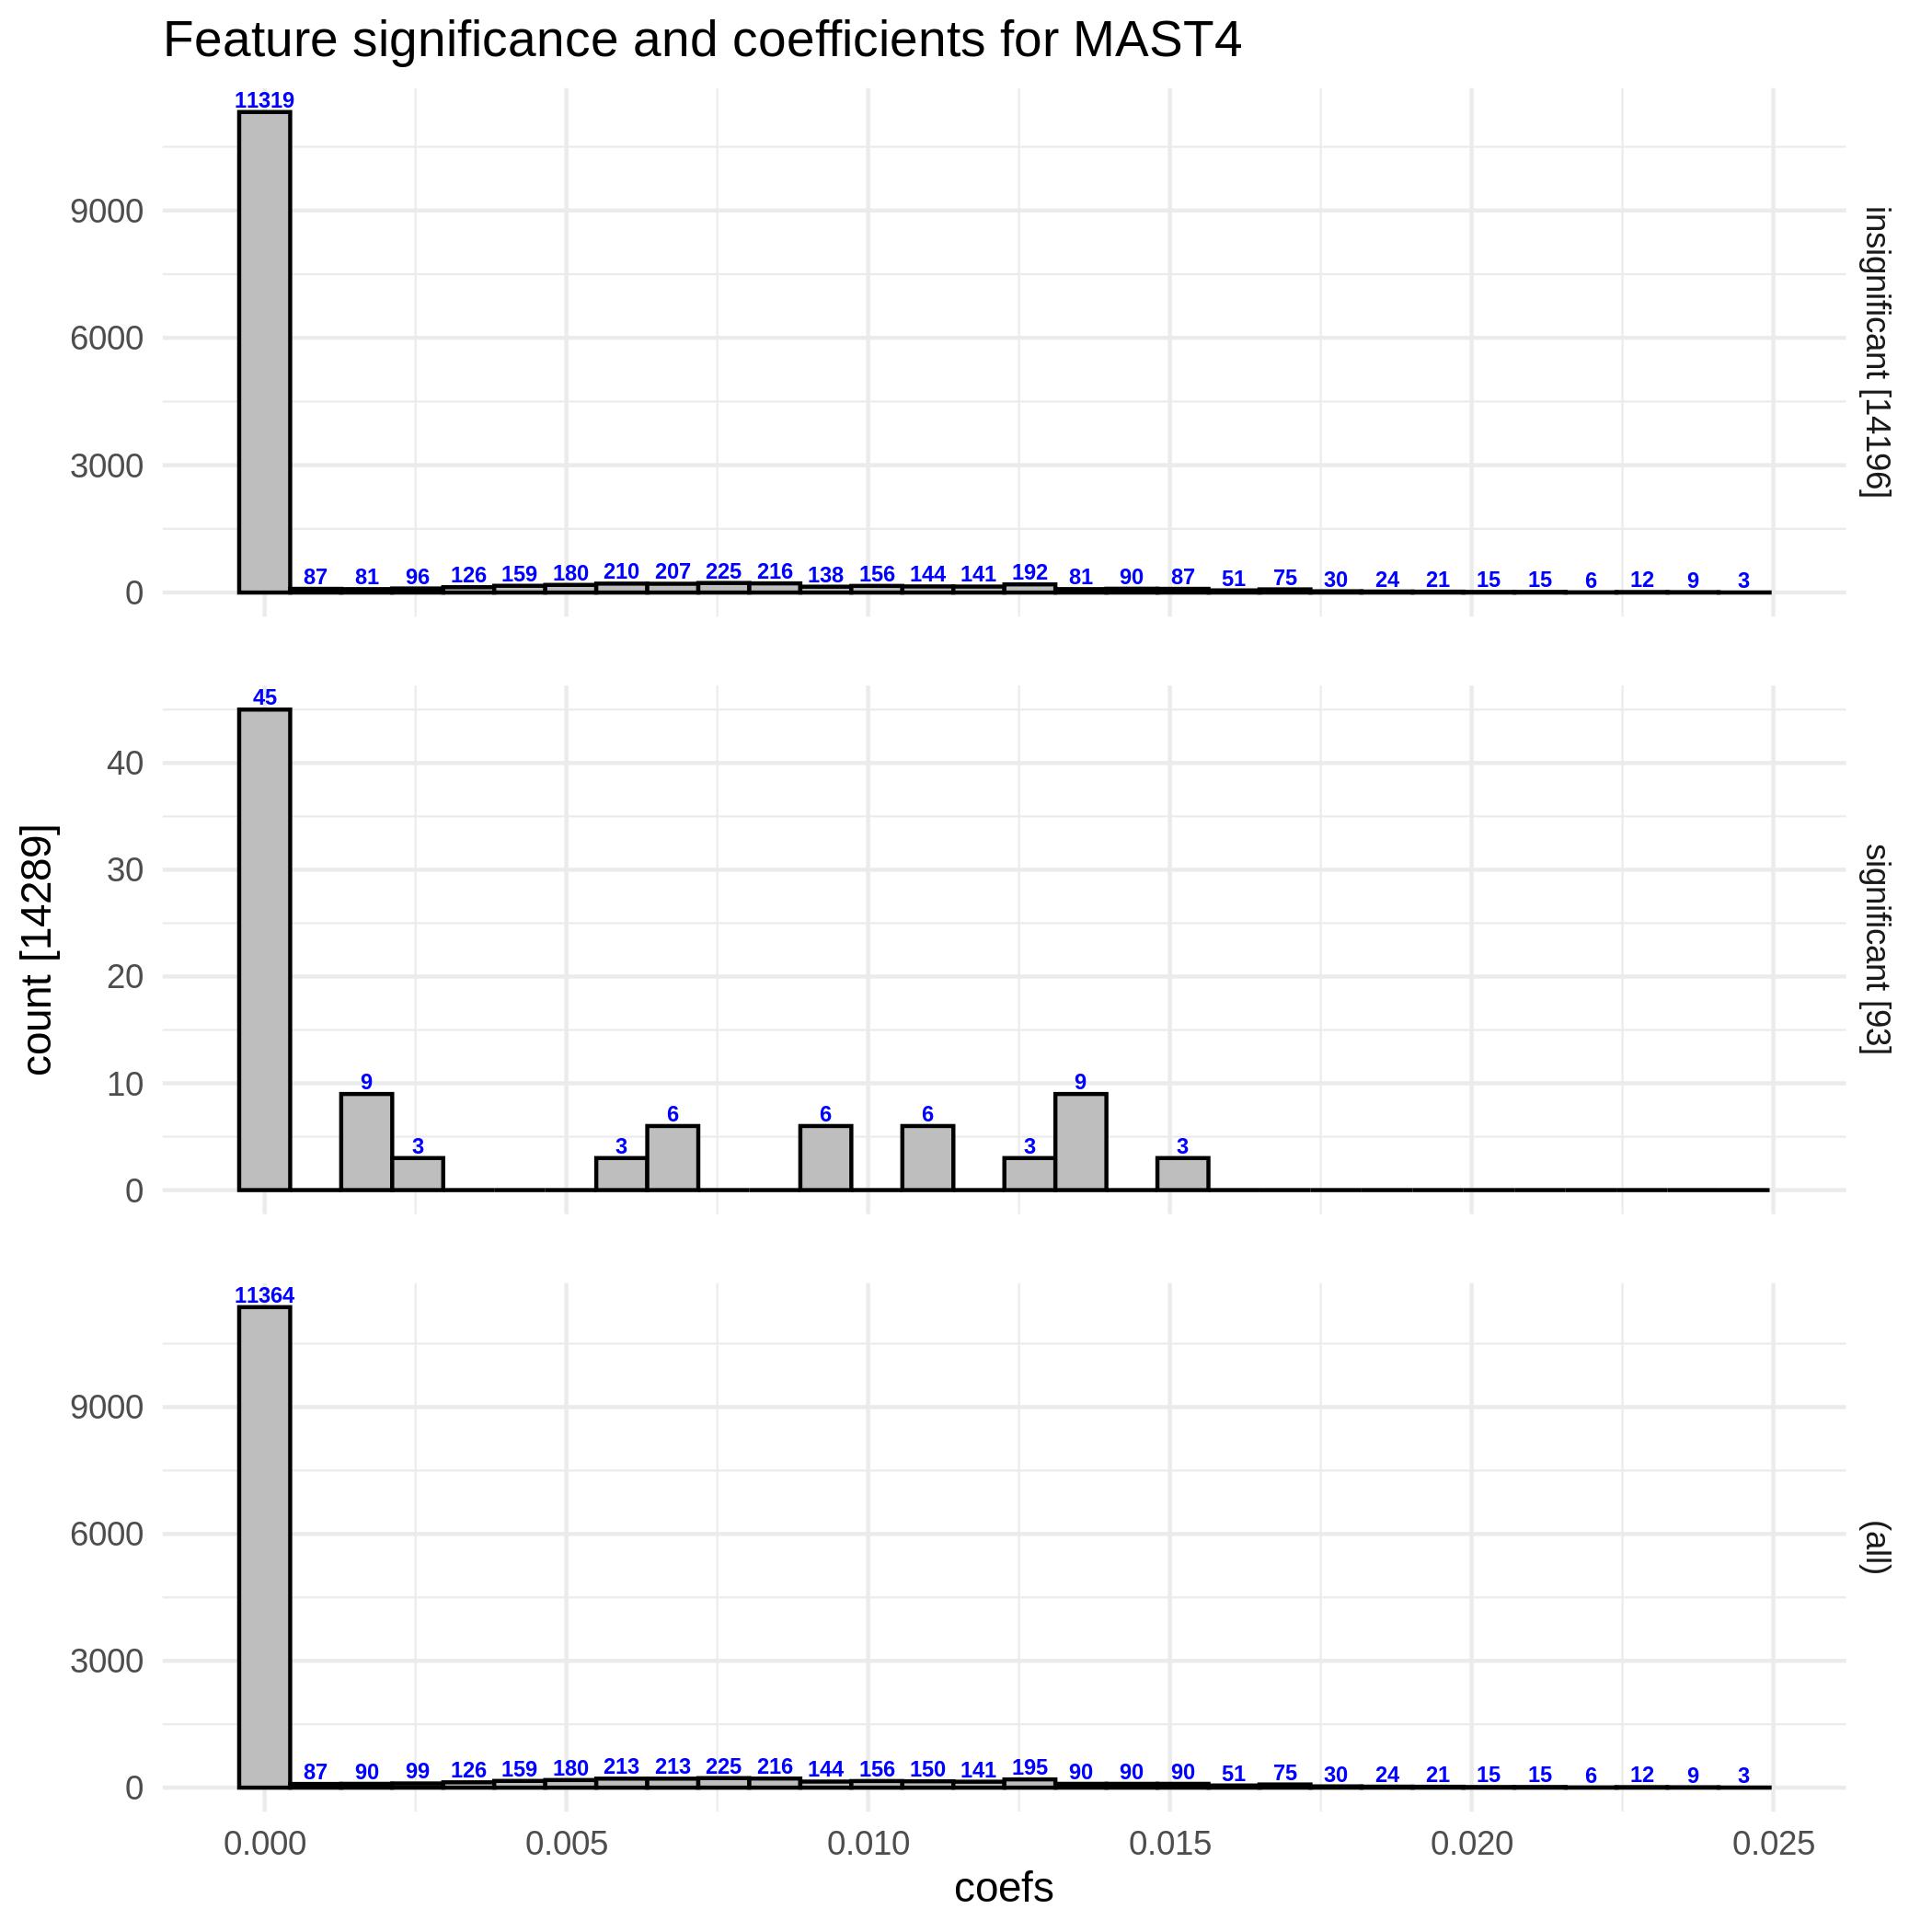 Feature significance and coefficients for MAST4
11319
9000
6000
3000
0
87 81 96 126 159 180 210 207 225 216 138 156 144 141 192 81 90 87 51 75 30 24 21 15 15 6 12 9 3
insignificant [14196]
45
40
30
20
10
0
9 3 3 6 6 6 3 9 3
significant [93]
count [14289]
11364
9000
6000
3000
0
87 90 99 126 159 180 213 213 225 216 144 156 150 141 195 90 90 90 51 75 30 24 21 15 15 6 12 9 3
(all)
0.000 0.005 0.010 0.015 0.020 0.025
coefs